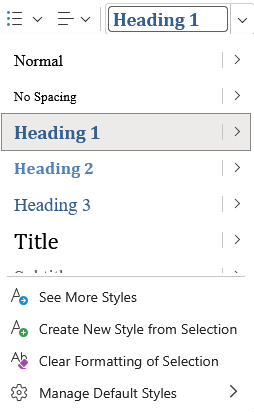 Heading 1
Normal
No Spacing
Heading 1
Heading 2
Heading 3
Title
See More Styles
Create New Style from Selection
Clear Formatting of Selection
Manage Default Styles